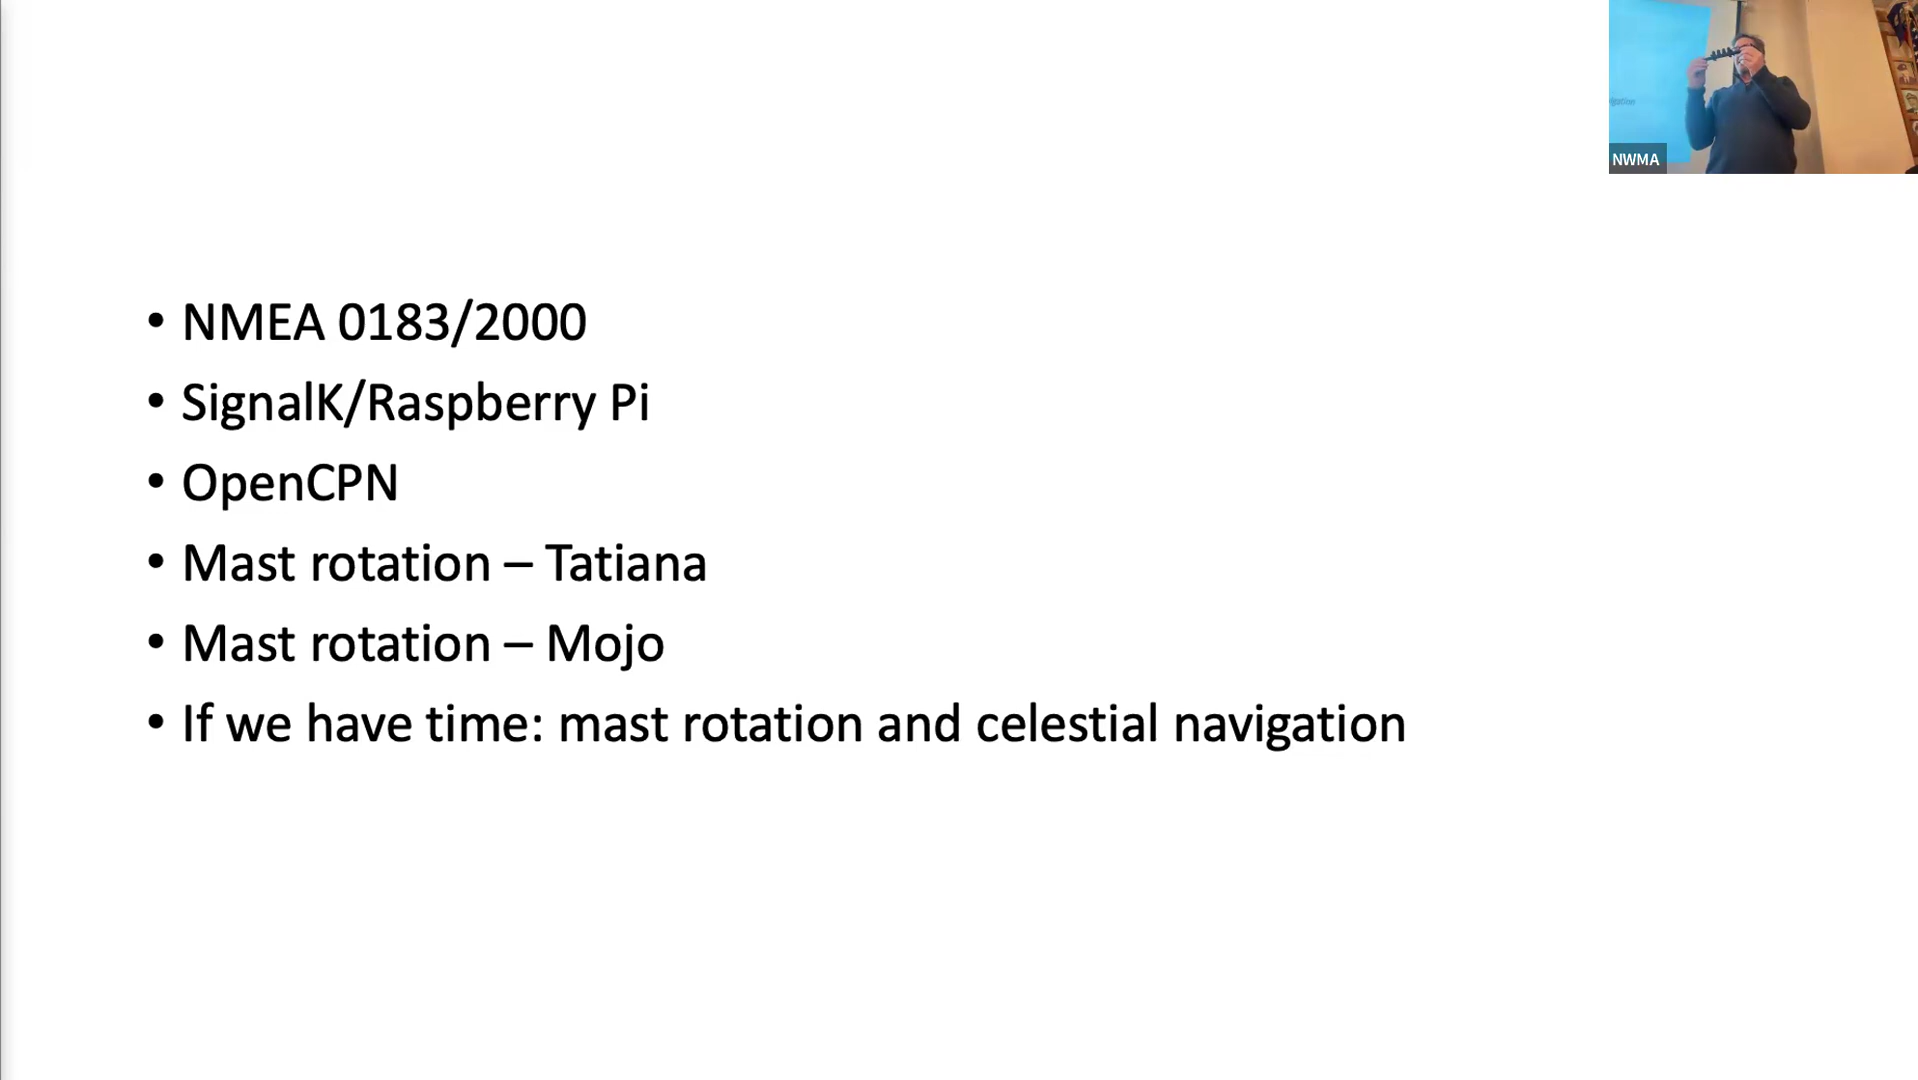 NWMA
• NMEA 0183/2000
• SignalK/Raspberry Pi
• OpenCPN
• Mast rotation – Tatiana
• Mast rotation – Mojo
• If we have time: mast rotation and celestial navigation